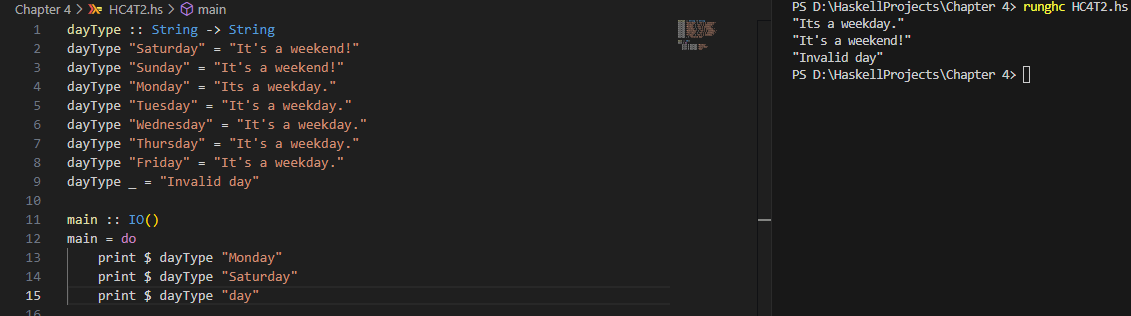 Chapter 4 > HC4T2.hs > main
1 dayType :: String -> String
2 dayType "Saturday" = "It's a weekend!"
3 dayType "Sunday" = "It's a weekend!"
4 dayType "Monday" = "Its a weekday."
5 dayType "Tuesday" = "It's a weekday."
6 dayType "Wednesday" = "It's a weekday."
7 dayType "Thursday" = "It's a weekday."
8 dayType "Friday" = "It's a weekday."
9 dayType _ = "Invalid day"
10
11 main :: IO()
12 main = do
13     print $ dayType "Monday"
14     print $ dayType "Saturday"
15     print $ dayType "day"
16
PS D:\HaskellProjects\Chapter 4> runghc HC4T2.hs
"Its a weekday."
"It's a weekend!"
"Invalid day"
PS D:\HaskellProjects\Chapter 4>